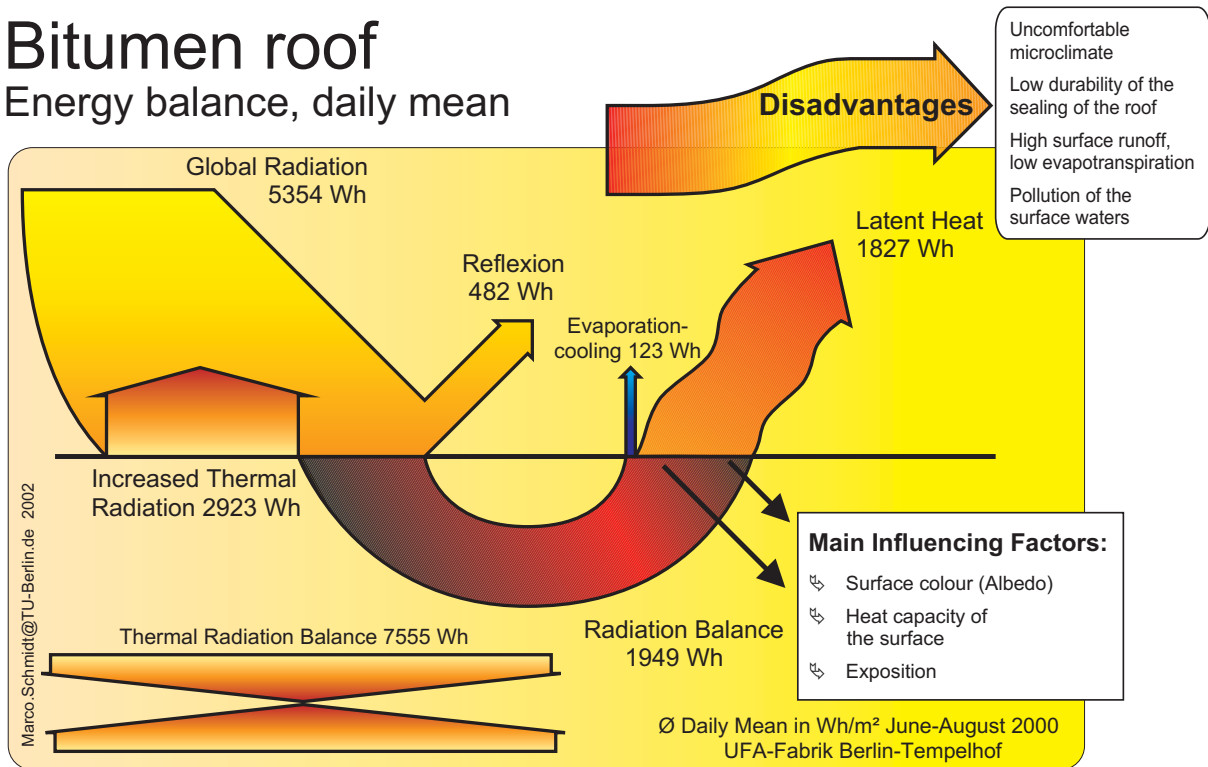 Bitumen roof
Energy balance, daily mean
Disadvantages
Uncomfortable
microclimate
Low durability of the
sealing of the roof
High surface runoff,
low evapotranspiration
Pollution of the
surface waters
Global Radiation
5354 Wh
Reflexion
482 Wh
Evaporation-
cooling 123 Wh
Latent Heat
1827 Wh
Increased Thermal
Radiation 2923 Wh
Main Influencing Factors:
Surface colour (Albedo)
Heat capacity of
the surface
Exposition
Radiation Balance
1949 Wh
Thermal Radiation Balance 7555 Wh
Ø Daily Mean in Wh/m² June-August 2000
UFA-Fabrik Berlin-Tempelhof
Marco.Schmidt@TU-Berlin.de 2002